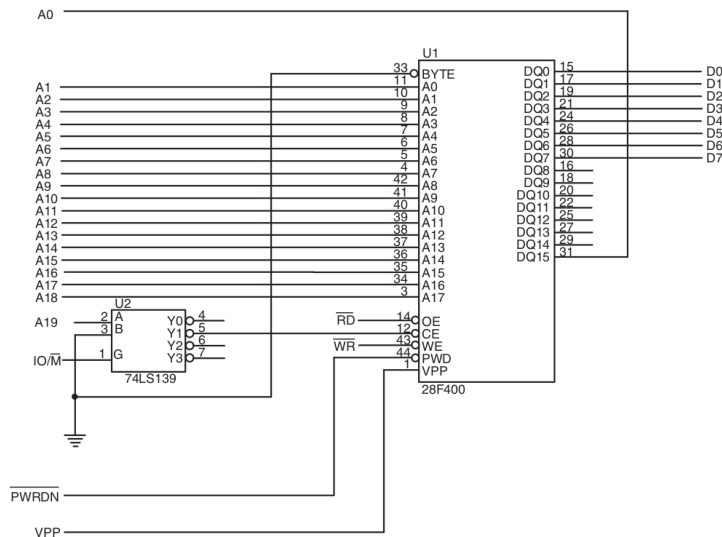 A0
U1
33 BYTE DQ0 15 D0
A1 11 A0 DQ1 17 D1
A2 10 A1 DQ2 19 D2
A3 9 A2 DQ3 21 D3
A4 8 A3 DQ4 24 D4
A5 7 A4 DQ5 26 D5
A6 6 A5 DQ6 28 D6
A7 5 A6 DQ7 30 D7
A8 4 A7 DQ8 16
A9 42 A8 DQ9 18
A10 41 A9 DQ10 20
A11 40 A10 DQ11 22
A12 39 A11 DQ12 25
A13 38 A12 DQ13 27
A14 37 A13 DQ14 29
A15 36 A14 DQ15 31
A16 35 A15
A17 34 A16
A18 3 A17
U2
A19 2 A Y0 4 R̅D̅ 14 OE
3 B Y1 5 12 CE
Y2 6 W̅R̅ 43 WE
IO/M̅ 1 G Y3 7 44 PWD
1 VPP
74LS139 28F400
P̅W̅R̅D̅N̅
VPP